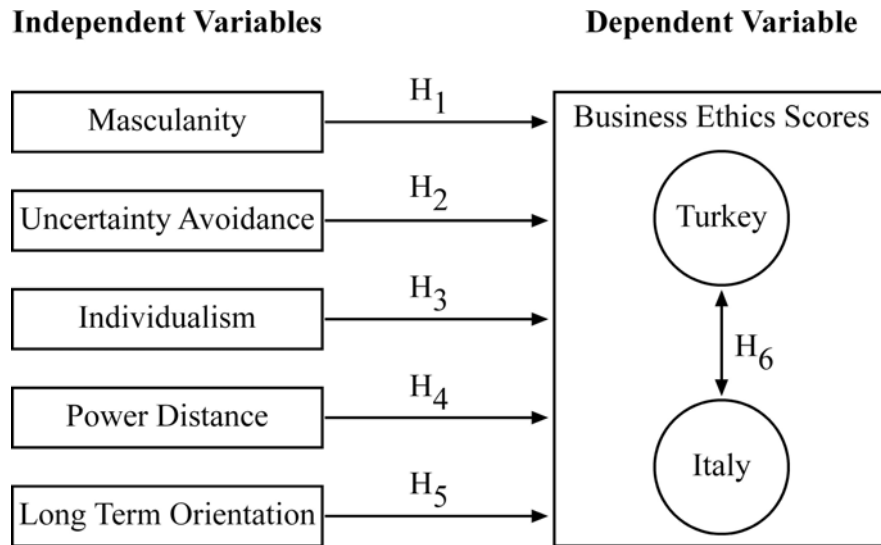 Independent Variables
Dependent Variable
Masculanity
H1
Business Ethics Scores
Uncertainty Avoidance
H2
Turkey
Individualism
H3
H6
Power Distance
H4
Italy
Long Term Orientation
H5